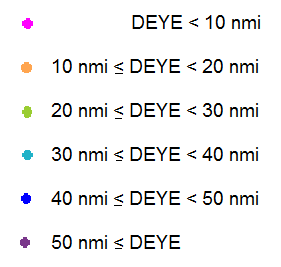 DEYE < 10 nmi
10 nmi ≤ DEYE < 20 nmi
20 nmi ≤ DEYE < 30 nmi
30 nmi ≤ DEYE < 40 nmi
40 nmi ≤ DEYE < 50 nmi
50 nmi ≤ DEYE